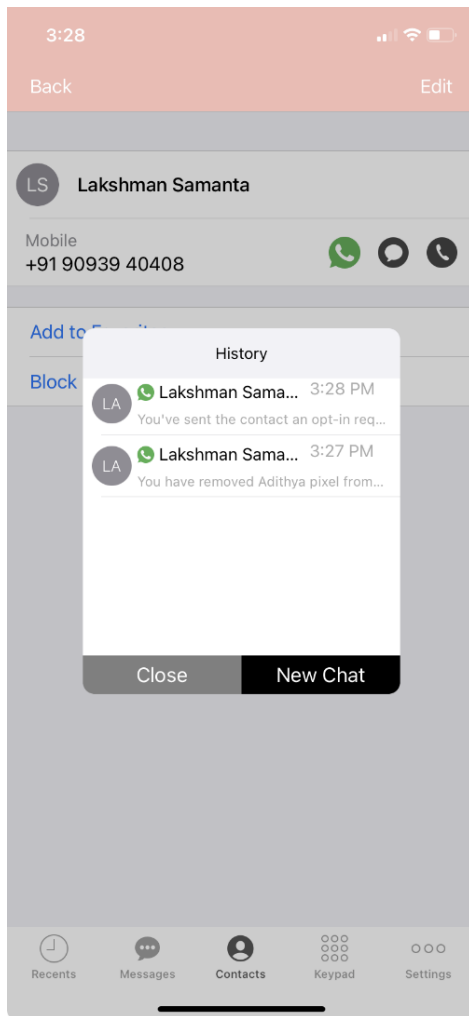 3:28
Back
Edit
LS
Lakshman Samanta
Mobile
+91 90939 40408
Add to
Block
History
LA
Lakshman Sama... 3:28 PM
You've sent the contact an opt-in req...
LA
Lakshman Sama... 3:27 PM
You have removed Adithya pixel from...
Close
New Chat
Recents
Messages
Contacts
Keypad
Settings